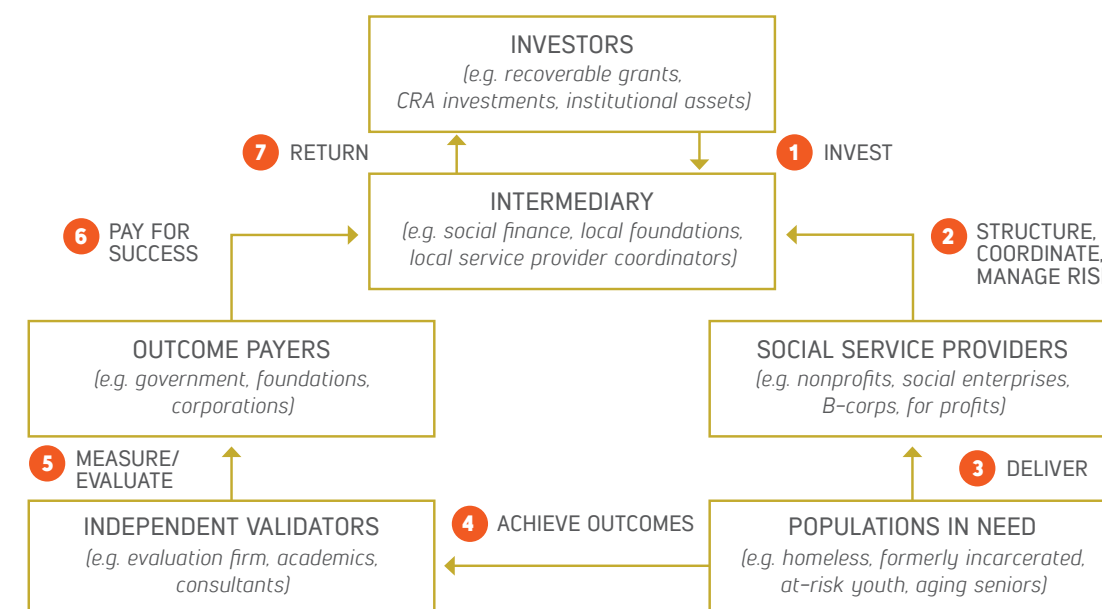 INVESTORS
(e.g. recoverable grants,
CRA investments, institutional assets)
7 RETURN
1 INVEST
INTERMEDIARY
(e.g. social finance, local foundations,
local service provider coordinators)
6 PAY FOR
SUCCESS
2 STRUCTURE,
COORDINATE,
MANAGE RIS
OUTCOME PAYERS
(e.g. government, foundations,
corporations)
SOCIAL SERVICE PROVIDERS
(e.g. nonprofits, social enterprises,
B-corps, for profits)
5 MEASURE/
EVALUATE
3 DELIVER
INDEPENDENT VALIDATORS
(e.g. evaluation firm, academics,
consultants)
4 ACHIEVE OUTCOMES
POPULATIONS IN NEED
(e.g. homeless, formerly incarcerated,
at-risk youth, aging seniors)